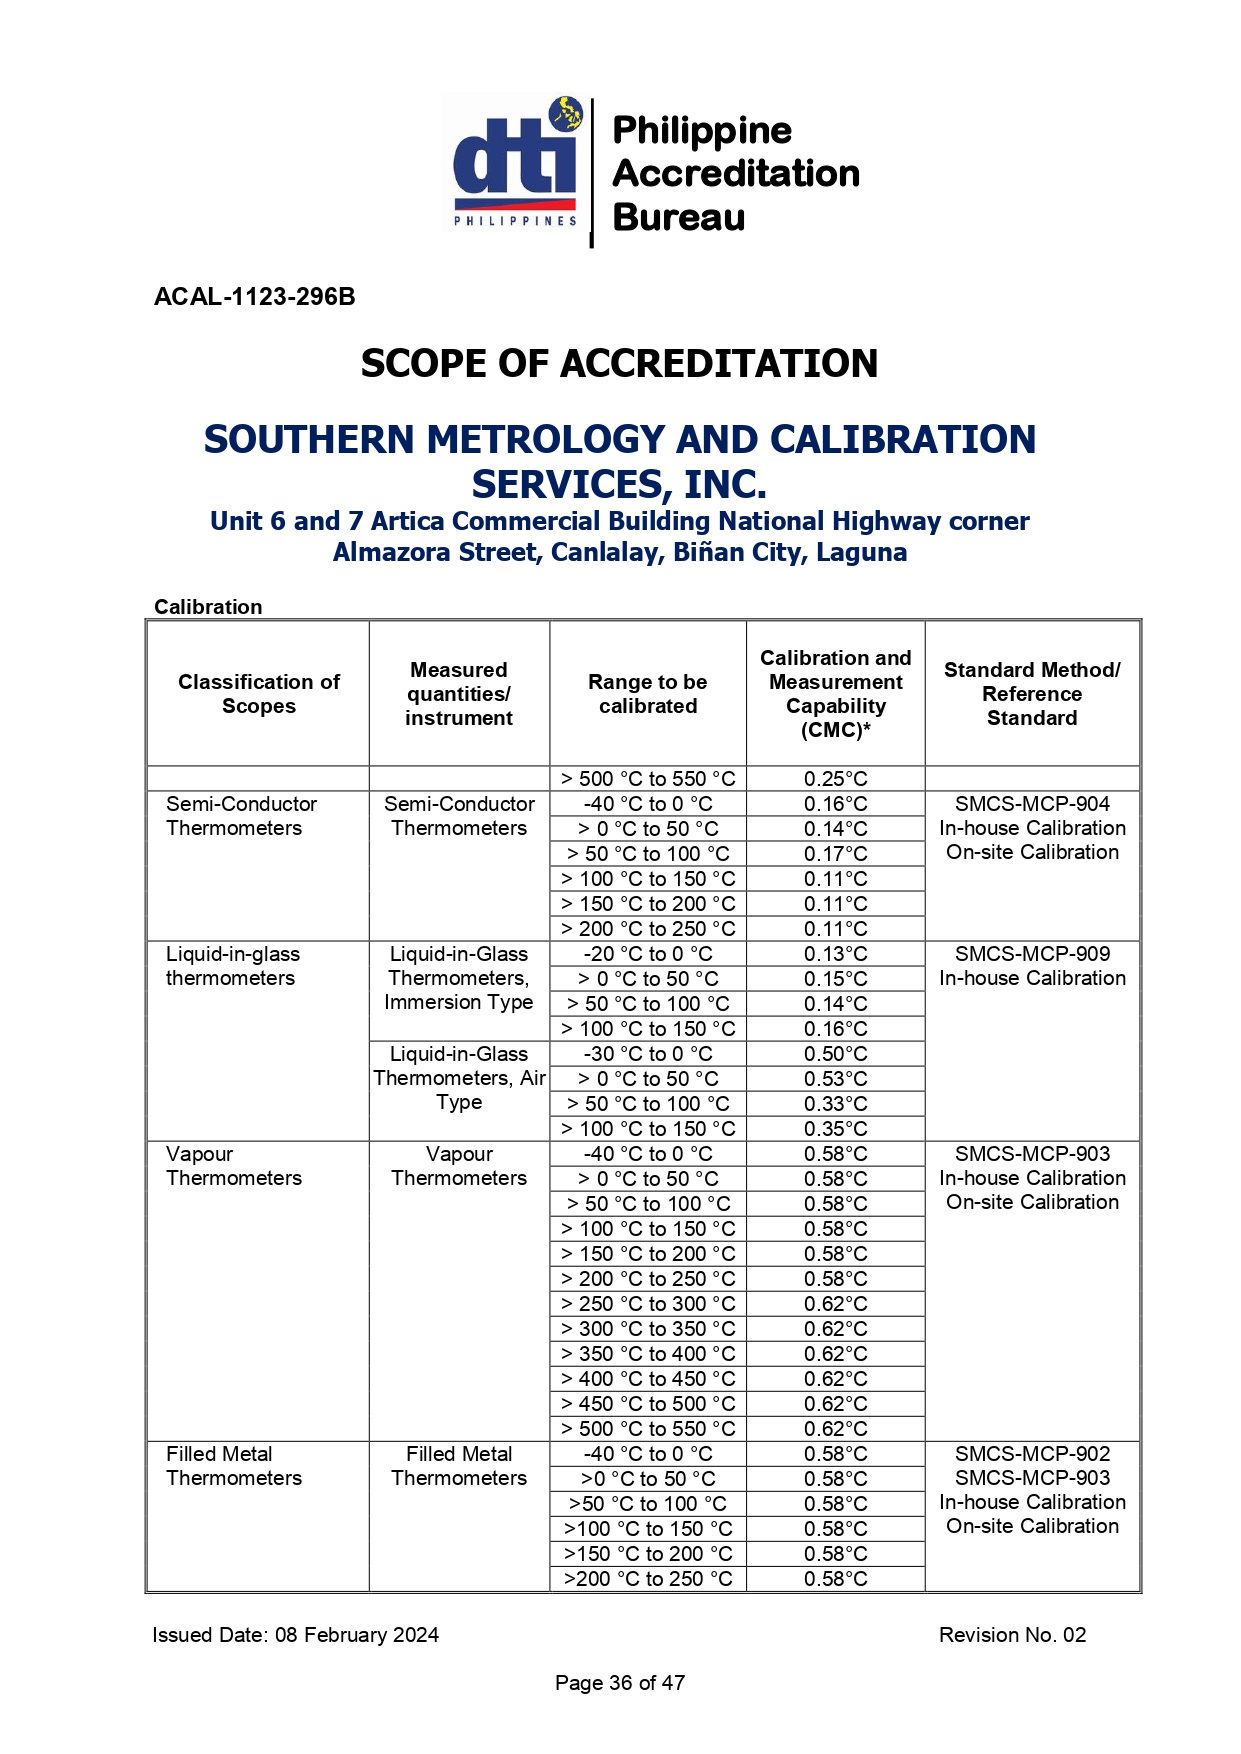 dti
PHILIPPINES
Philippine
Accreditation
Bureau
ACAL-1123-296B
SCOPE OF ACCREDITATION
SOUTHERN METROLOGY AND CALIBRATION
SERVICES, INC.
Unit 6 and 7 Artica Commercial Building National Highway corner
Almazora Street, Canlalay, Biñan City, Laguna
Calibration
Classification of
Scopes
Measured
quantities/
instrument
Range to be
calibrated
Calibration and
Measurement
Capability
(CMC)*
Standard Method/
Reference
Standard
> 500 °C to 550 °C 0.25°C
Semi-Conductor
Thermometers
Semi-Conductor
Thermometers
-40 °C to 0 °C 0.16°C
> 0 °C to 50 °C 0.14°C
> 50 °C to 100 °C 0.17°C
> 100 °C to 150 °C 0.11°C
> 150 °C to 200 °C 0.11°C
> 200 °C to 250 °C 0.11°C
SMCS-MCP-904
In-house Calibration
On-site Calibration
Liquid-in-glass
thermometers
Liquid-in-Glass
Thermometers,
Immersion Type
-20 °C to 0 °C 0.13°C
> 0 °C to 50 °C 0.15°C
> 50 °C to 100 °C 0.14°C
> 100 °C to 150 °C 0.16°C
SMCS-MCP-909
In-house Calibration
Liquid-in-Glass
Thermometers, Air
Type
-30 °C to 0 °C 0.50°C
> 0 °C to 50 °C 0.53°C
> 50 °C to 100 °C 0.33°C
> 100 °C to 150 °C 0.35°C
Vapour
Thermometers
Vapour
Thermometers
-40 °C to 0 °C 0.58°C
> 0 °C to 50 °C 0.58°C
> 50 °C to 100 °C 0.58°C
> 100 °C to 150 °C 0.58°C
> 150 °C to 200 °C 0.58°C
> 200 °C to 250 °C 0.58°C
> 250 °C to 300 °C 0.62°C
> 300 °C to 350 °C 0.62°C
> 350 °C to 400 °C 0.62°C
> 400 °C to 450 °C 0.62°C
> 450 °C to 500 °C 0.62°C
> 500 °C to 550 °C 0.62°C
SMCS-MCP-903
In-house Calibration
On-site Calibration
Filled Metal
Thermometers
Filled Metal
Thermometers
-40 °C to 0 °C 0.58°C
>0 °C to 50 °C 0.58°C
>50 °C to 100 °C 0.58°C
>100 °C to 150 °C 0.58°C
>150 °C to 200 °C 0.58°C
>200 °C to 250 °C 0.58°C
SMCS-MCP-902
SMCS-MCP-903
In-house Calibration
On-site Calibration
Issued Date: 08 February 2024 Revision No. 02
Page 36 of 47